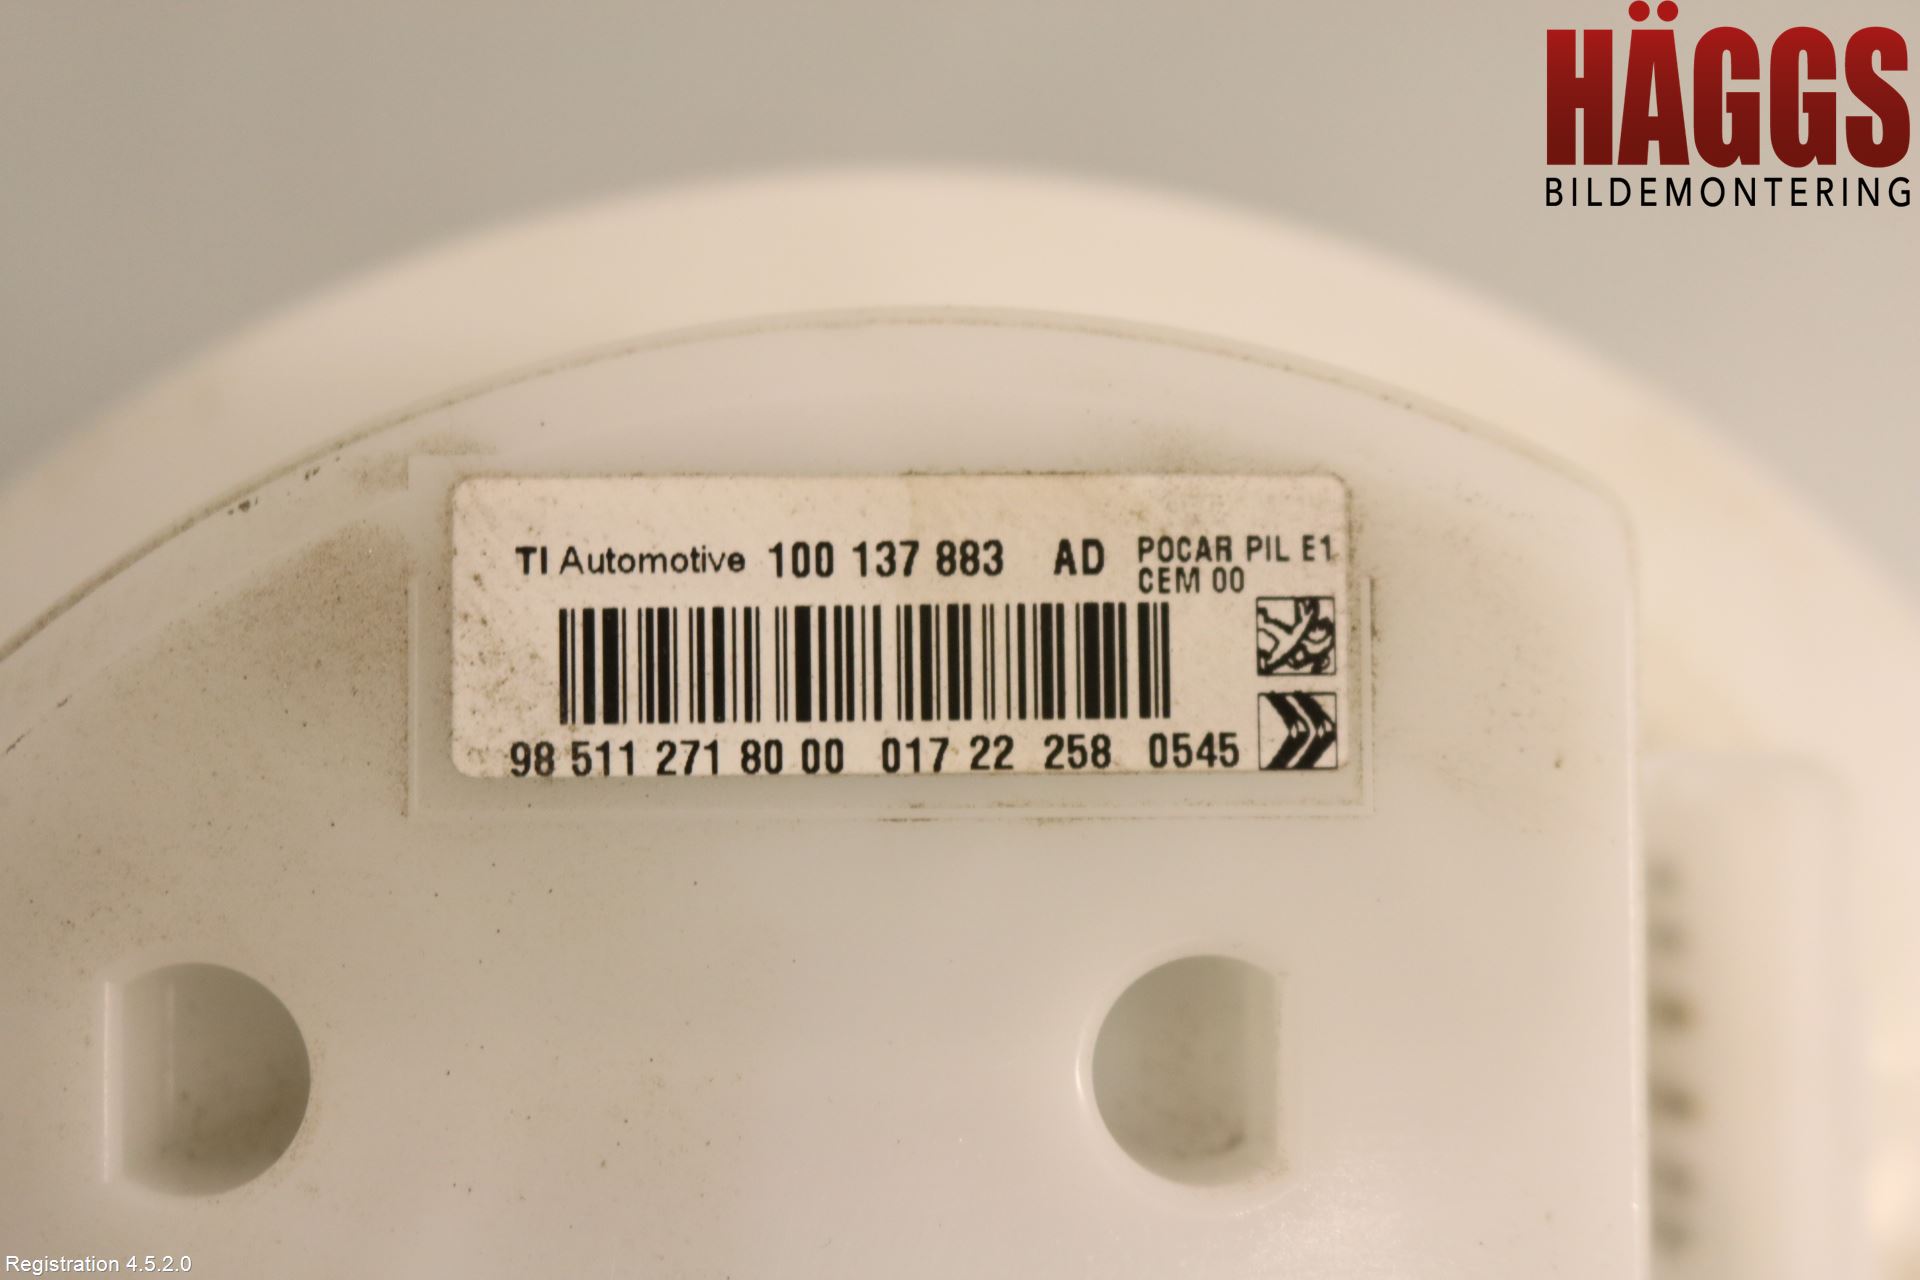 HÄGGS
BILDEMONTERING
TI Automotive 100 137 883 AD POCAR PIL E1
CEM 00
98 511 271 80 00 017 22 258 0545
Registration 4.5.2.0